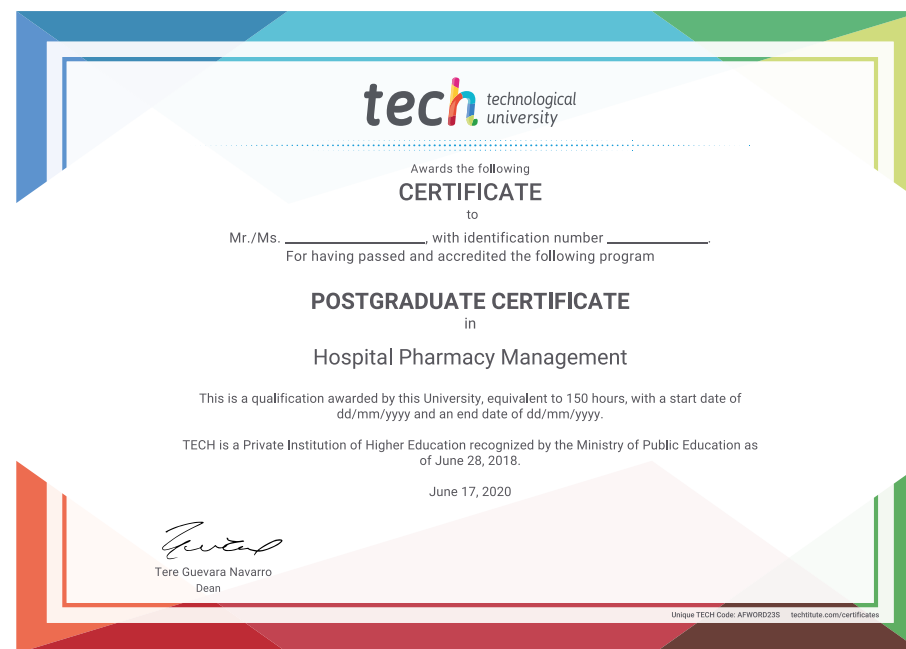 tech technological
university
Awards the following
CERTIFICATE
to
Mr./Ms. ____________________, with identification number ______________.
For having passed and accredited the following program
POSTGRADUATE CERTIFICATE
in
Hospital Pharmacy Management
This is a qualification awarded by this University, equivalent to 150 hours, with a start date of
dd/mm/yyyy and an end date of dd/mm/yyyy.
TECH is a Private Institution of Higher Education recognized by the Ministry of Public Education as
of June 28, 2018.
June 17, 2020
Tere Guevara Navarro
Dean
Unique TECH Code: AFWORD23S techtitute.com/certificates